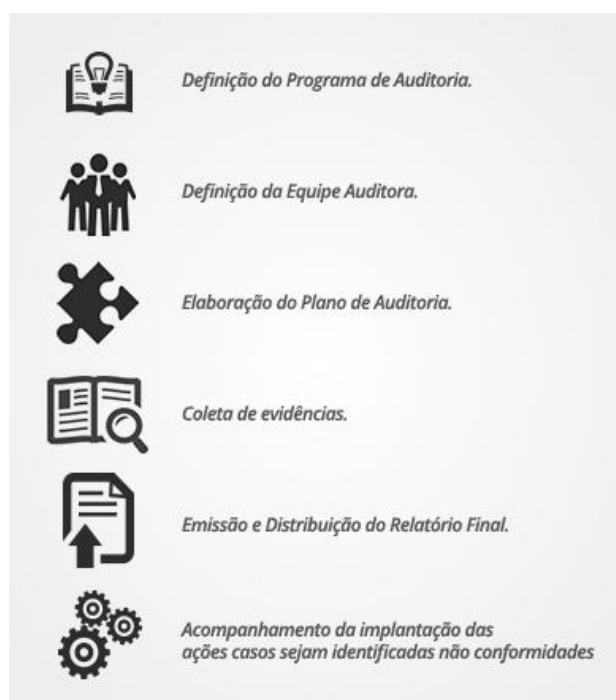 Definição do Programa de Auditoria.
Definição da Equipe Auditora.
Elaboração do Plano de Auditoria.
Coleta de evidências.
Emissão e Distribuição do Relatório Final.
Acompanhamento da implantação das
ações casos sejam identificadas não conformidades